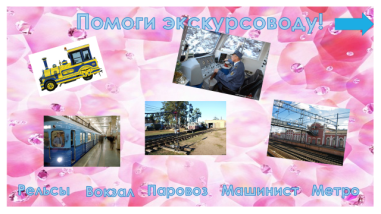 Помоги экскурсоводу!
Рельсы Вокзал Паровоз Машинист Метро